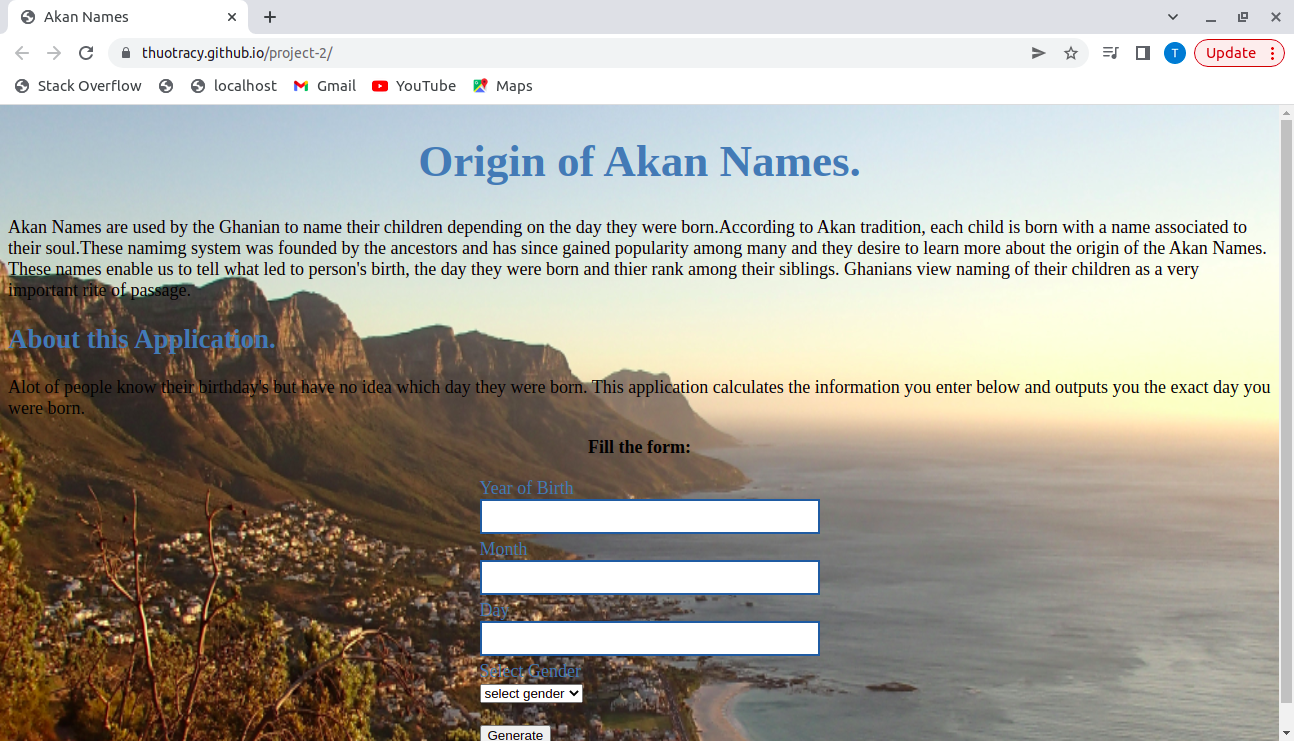 Akan Names
thuotracy.github.io/project-2/
T
Update
Stack Overflow
localhost
Gmail
YouTube
Maps
Origin of Akan Names.
Akan Names are used by the Ghanian to name their children depending on the day they were born.According to Akan tradition, each child is born with a name associated to
their soul.These namimg system was founded by the ancestors and has since gained popularity among many and they desire to learn more about the origin of the Akan Names.
These names enable us to tell what led to person's birth, the day they were born and thier rank among their siblings. Ghanians view naming of their children as a very
important rite of passage.
About this Application.
Alot of people know their birthday's but have no idea which day they were born. This application calculates the information you enter below and outputs you the exact day you
were born.
Fill the form:
Year of Birth
Month
Day
Select Gender
select gender
Generate